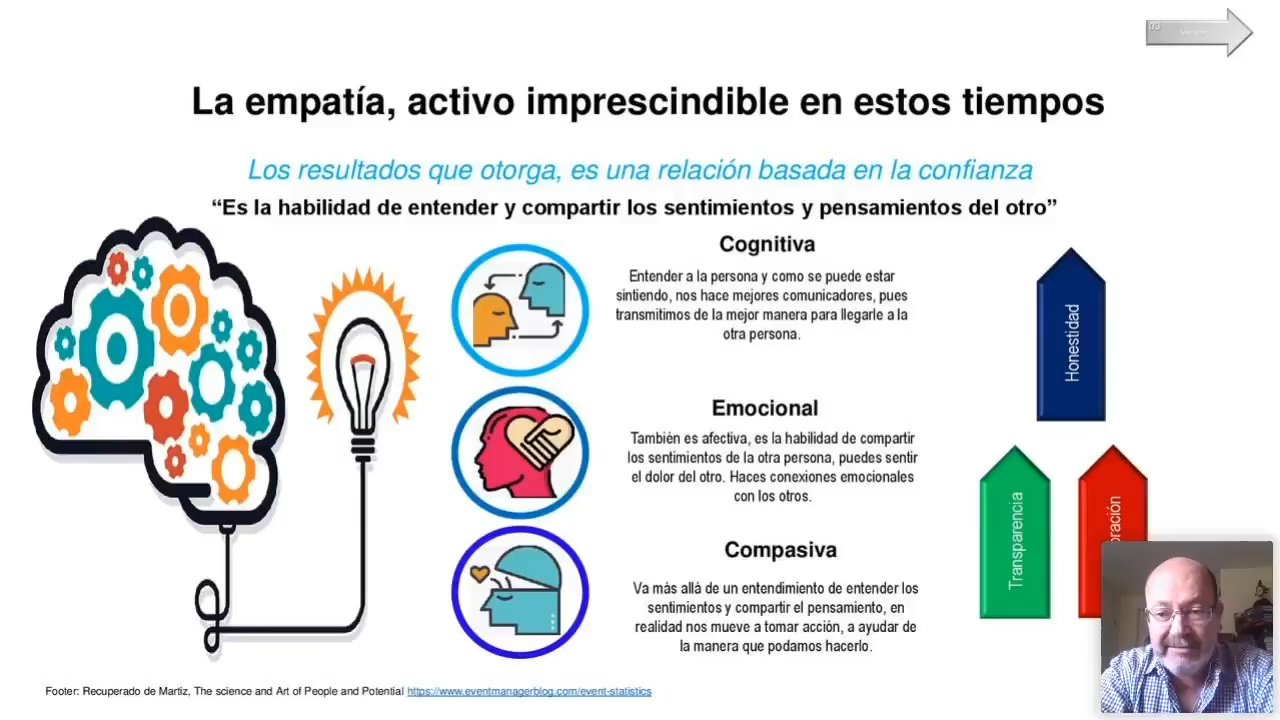 03
La empatía, activo imprescindible en estos tiempos
Los resultados que otorga, es una relación basada en la confianza
“Es la habilidad de entender y compartir los sentimientos y pensamientos del otro”
Cognitiva
Entender a la persona y como se puede estar
sintiendo, nos hace mejores comunicadores, pues
transmitimos de la mejor manera para llegarle a la
otra persona.
Emocional
También es afectiva, es la habilidad de compartir
los sentimientos de la otra persona, puedes sentir
el dolor del otro. Haces conexiones emocionales
con los otros.
Compasiva
Va más allá de un entendimiento de entender los
sentimientos y compartir el pensamiento, en
realidad nos mueve a tomar acción, a ayudar de
la manera que podamos hacerlo.
Honestidad
Transparencia
Footer: Recuperado de Martiz, The science and Art of People and Potential https://www.eventmanagerblog.com/event-statistics